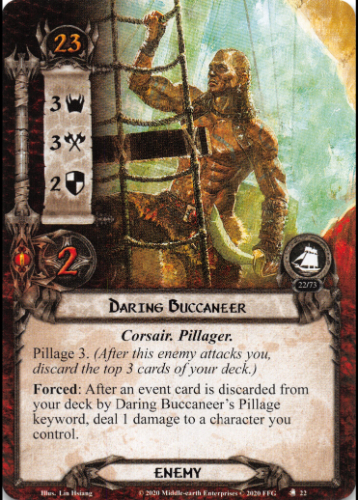 23
3
3
2
2
22/73
Daring Buccaneer
Corsair. Pillager.
Pillage 3. (After this enemy attacks you,
discard the top 3 cards of your deck.)
Forced: After an event card is discarded from
your deck by Daring Buccaneer's Pillage
keyword, deal 1 damage to a character you
control.
ENEMY
Illus. Lin Hsiang
© 2020 Middle-earth Enterprises © 2020 FFG
22